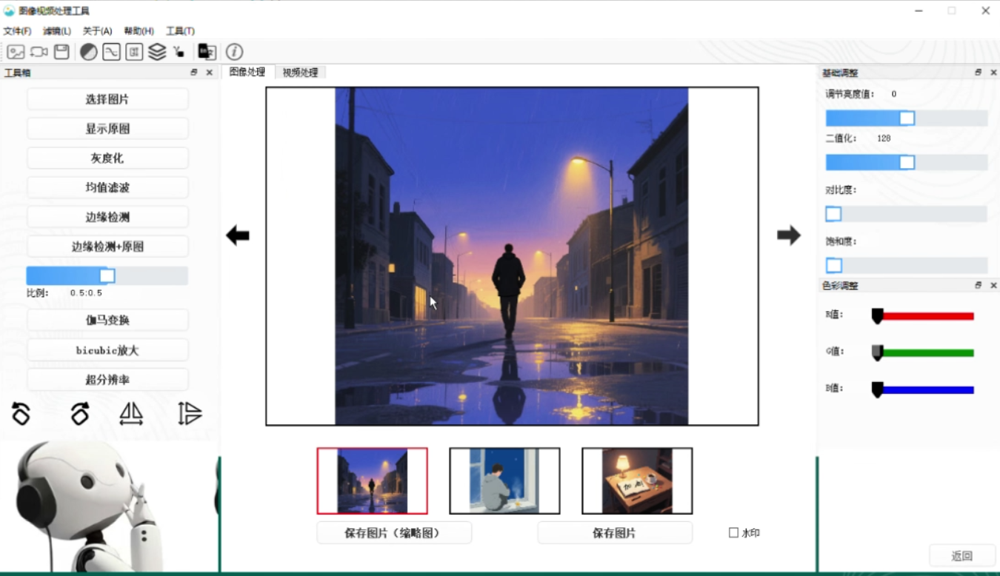 图像视频处理工具
文件(F) 滤镜(L) 关于(A) 帮助(H) 工具(T)
工具箱
选择图片
显示原图
灰度化
均值滤波
边缘检测
边缘检测+原图
比例: 0.5:0.5
伽马变换
bicubic放大
超分辨率
图像处理 视频处理
保存图片（缩略图）
保存图片
水印
基础调整
调节亮度值: 0
二值化: 128
对比度:
饱和度:
色彩调整
R值:
G值:
B值:
返回